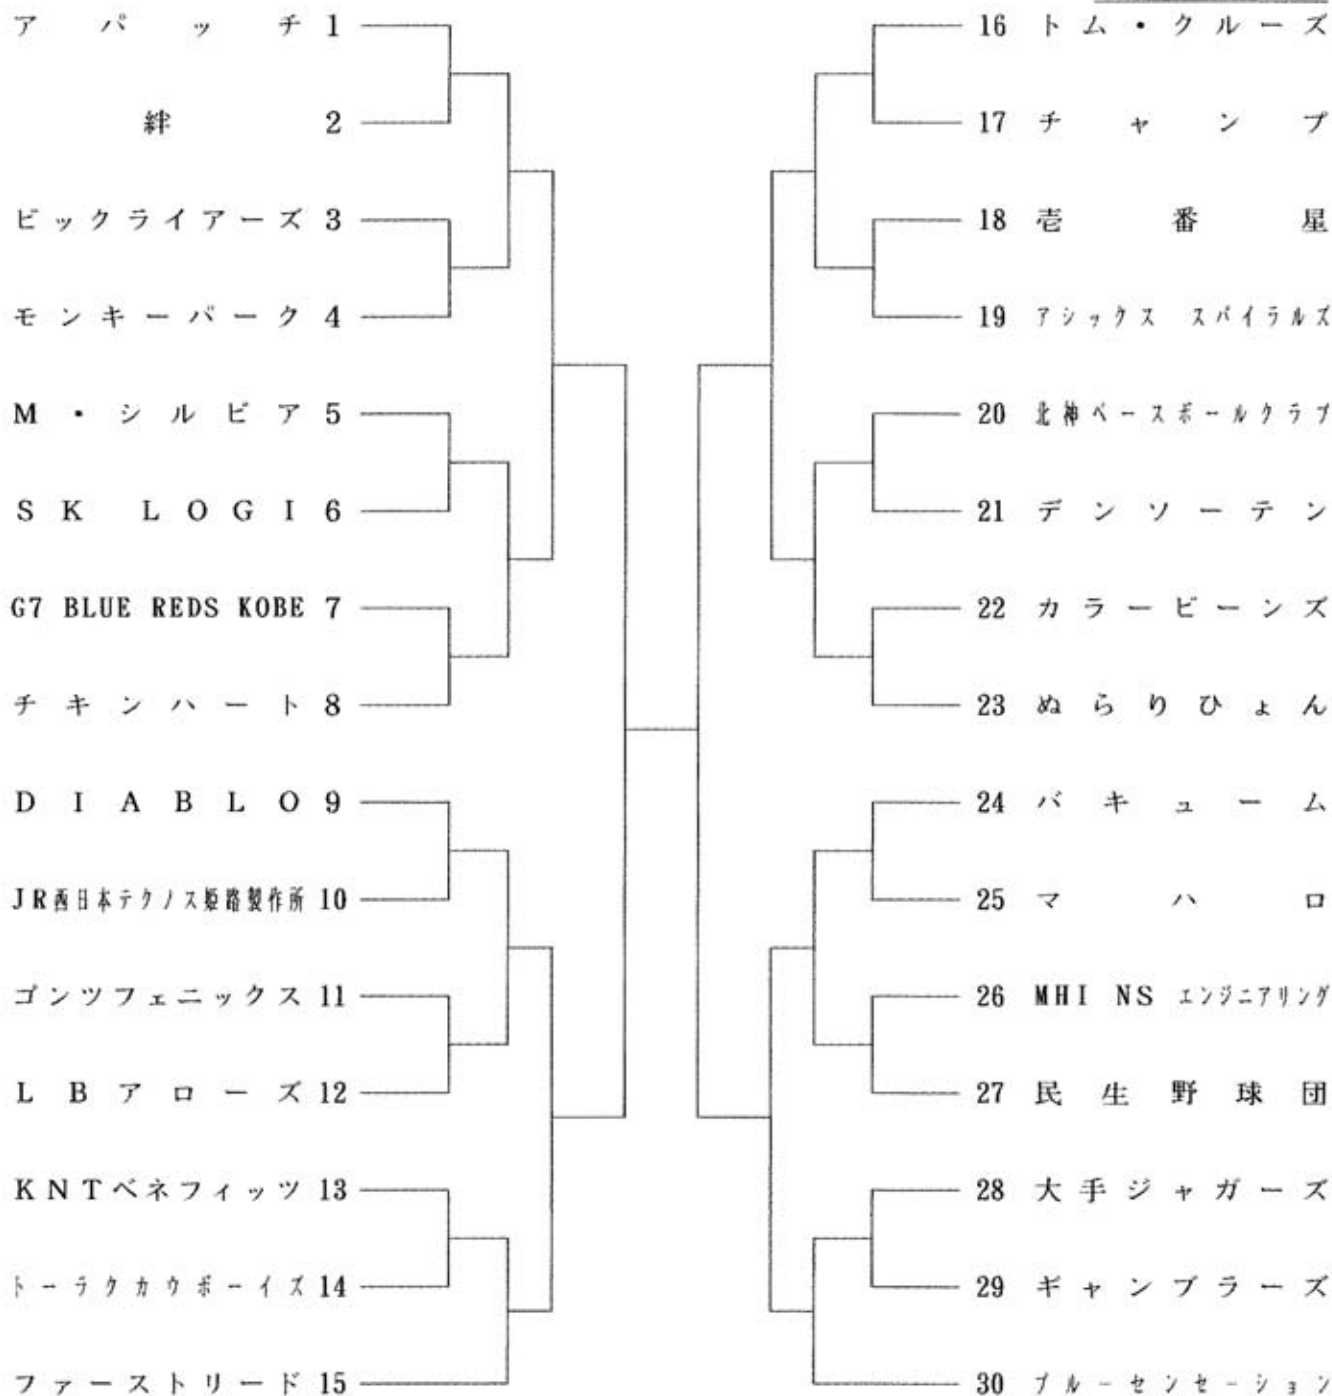 アパッチ 1
絆 2
ビックライアーズ 3
モンキーパーク 4
M・シルビア 5
SK LOGI 6
G7 BLUE REDS KOBE 7
チキンハート 8
DIABLO 9
JR西日本テクノス姫路製作所 10
ゴンツフェニックス 11
LBアローズ 12
KNTベネフィッツ 13
トーラクカウボーイズ 14
ファーストリード 15
16 トム・クルーズ
17 チャンプ
18 壱番星
19 アシックス スパイラルズ
20 北神ベースボールクラブ
21 デンソーテン
22 カラービーンズ
23 ぬらりひょん
24 バキューム
25 マハロ
26 MHI NS エンジニアリング
27 民生野球団
28 大手ジャガーズ
29 ギャンブラーズ
30 ブルーセンセーション